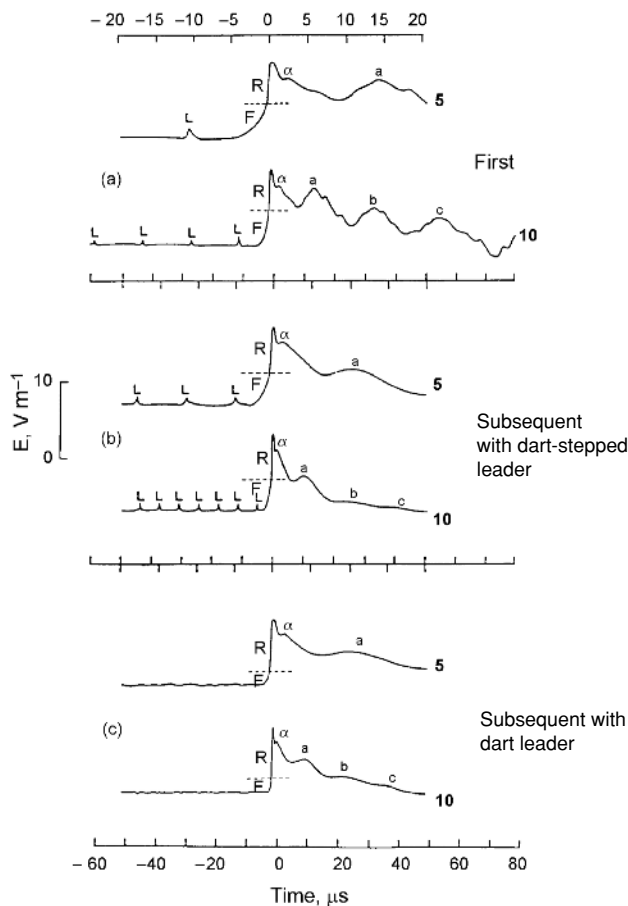 − 20 −15 −10 −5 0 5 10 15 20
α a
R
5
L F
First
(a)
α a b c
R
L L L L F
10
α
R
a
5
L L L F
10
E, V m−1
0
Subsequent
with dart-stepped
leader
(b)
α
R
a
b c
L L L L L L L F
10
α
R
a
5
F
Subsequent with
dart leader
(c)
α
R a
b
c
F
10
− 60 −40 −20 0 20 40 60 80
Time, μs